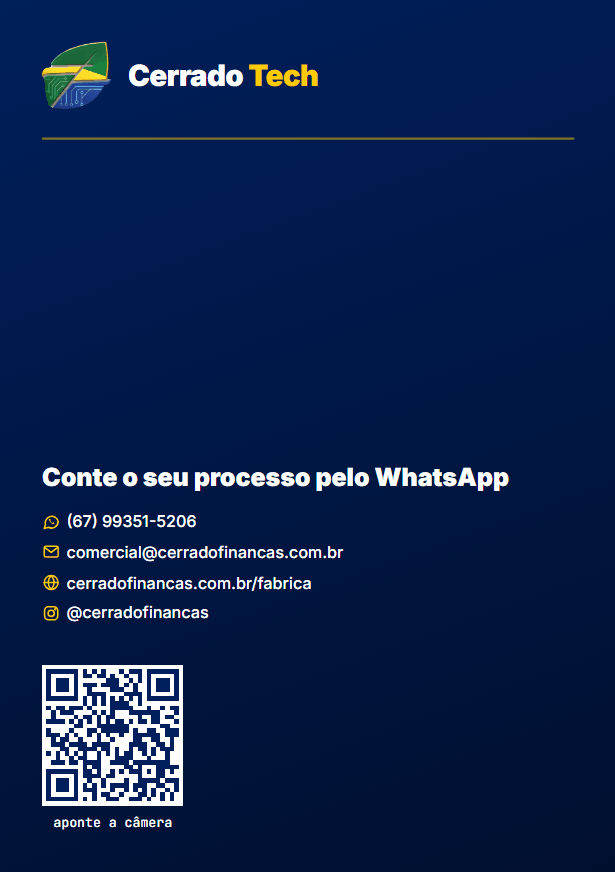 Cerrado Tech
Conte o seu processo pelo WhatsApp
(67) 99351-5206
comercial@cerradofinancas.com.br
cerradofinancas.com.br/fabrica
@cerradofinancas
aponte a câmera